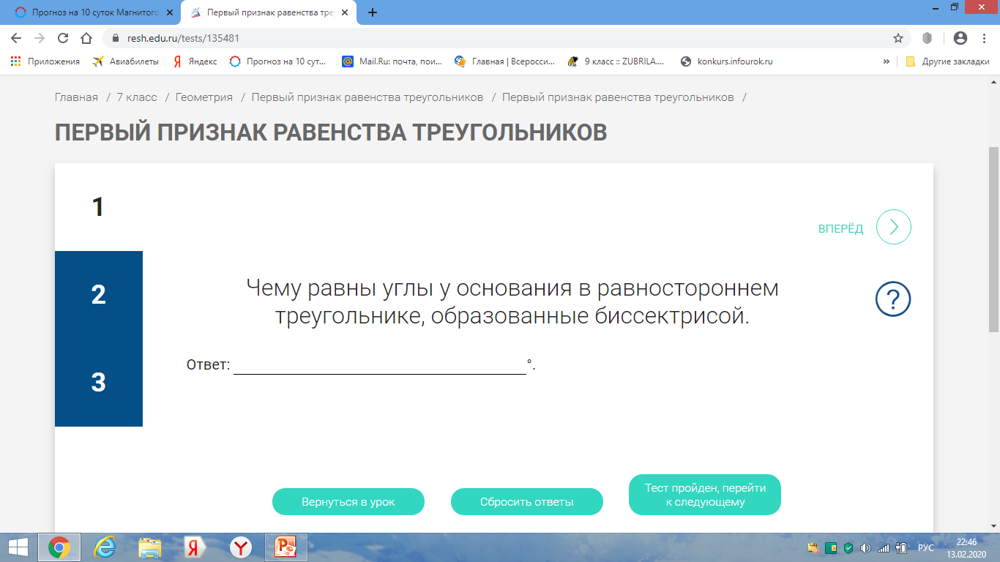 Прогноз на 10 суток Магнитого
Первый признак равенства тре
resh.edu.ru/tests/135481
Приложения
Авиабилеты
Яндекс
Прогноз на 10 сут...
Mail.Ru: почта, пои...
Главная | Всеросси...
9 класс :: ZUBRILA....
konkurs.infourok.ru
»
Другие закладки
Главная / 7 класс / Геометрия / Первый признак равенства треугольников / Первый признак равенства треугольников /
ПЕРВЫЙ ПРИЗНАК РАВЕНСТВА ТРЕУГОЛЬНИКОВ
1
ВПЕРЁД
2
Чему равны углы у основания в равностороннем
треугольнике, образованные биссектрисой.
?
Ответ: °.
3
Вернуться в урок
Сбросить ответы
Тест пройден, перейти
к следующему
РУС
22:46
13.02.2020